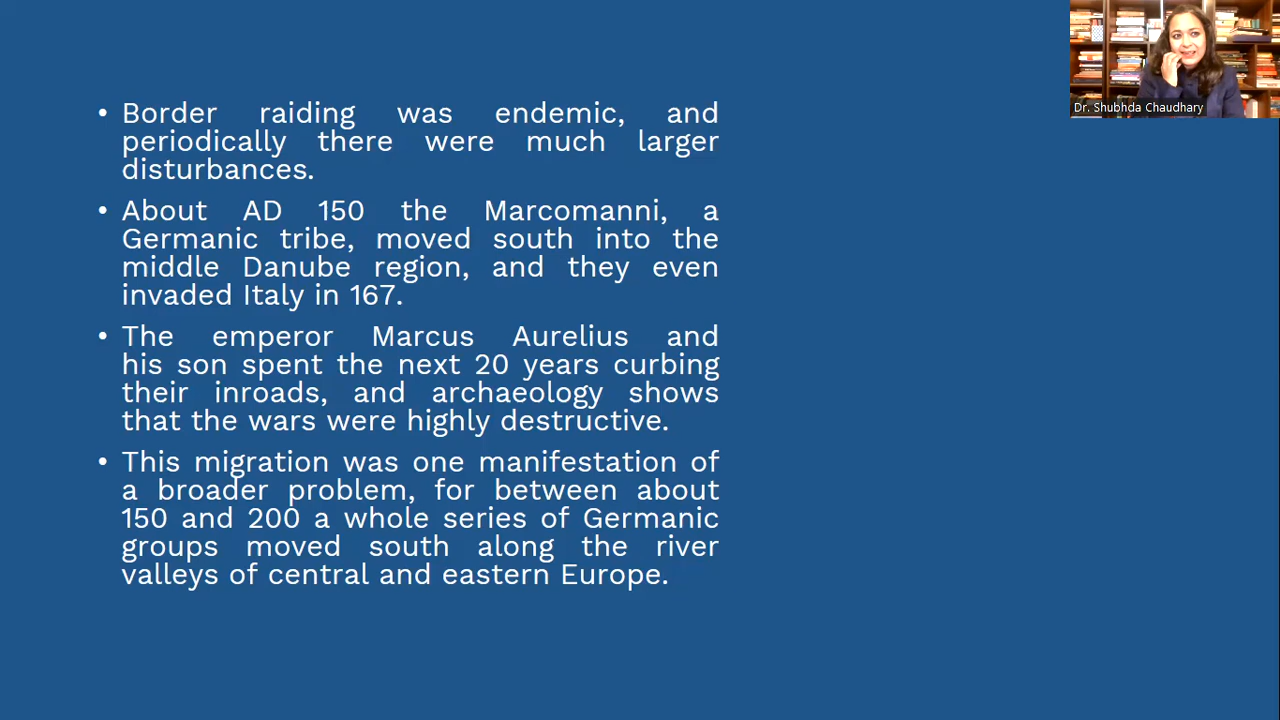 Dr. Shubhda Chaudhary
• Border raiding was endemic, and
periodically there were much larger
disturbances.
• About AD 150 the Marcomanni, a
Germanic tribe, moved south into the
middle Danube region, and they even
invaded Italy in 167.
• The emperor Marcus Aurelius and
his son spent the next 20 years curbing
their inroads, and archaeology shows
that the wars were highly destructive.
• This migration was one manifestation of
a broader problem, for between about
150 and 200 a whole series of Germanic
groups moved south along the river
valleys of central and eastern Europe.